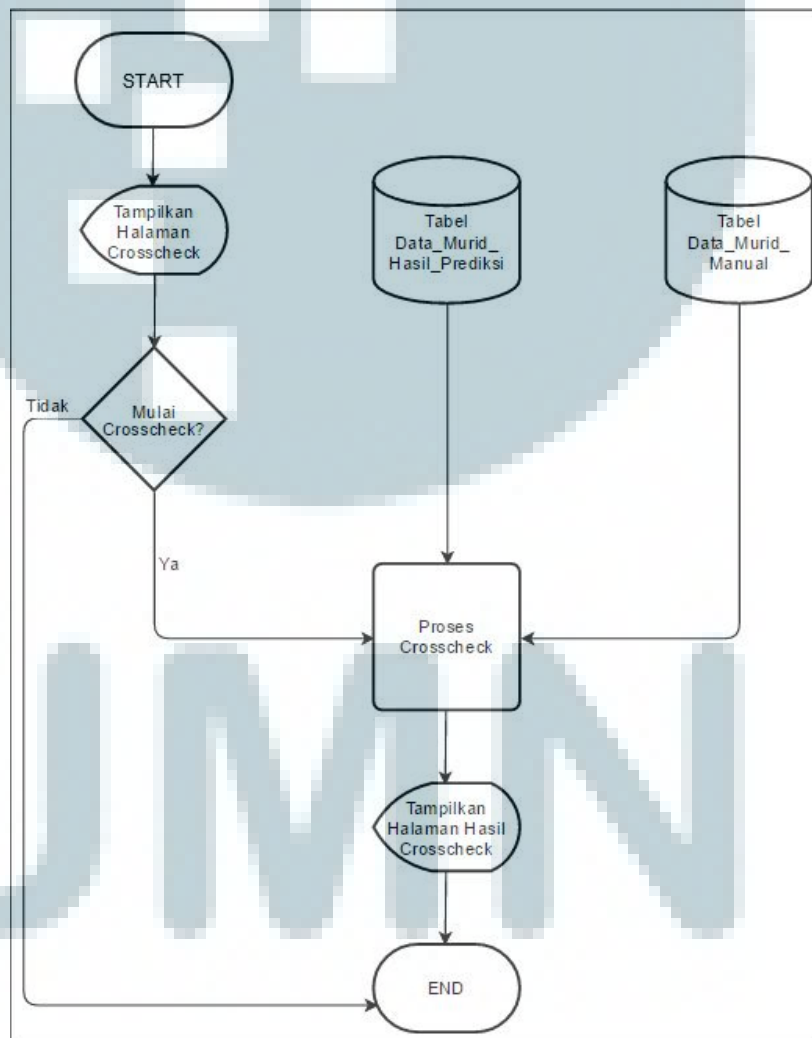 START
Tampilkan
Halaman
Crosscheck
Tabel
Data_Murid_
Hasil_Prediksi
Tabel
Data_Murid_
Manual
Tidak
Mulai
Crosscheck?
Ya
Proses
Crosscheck
Tampilkan
Halaman Hasil
Crosscheck
END
UMN